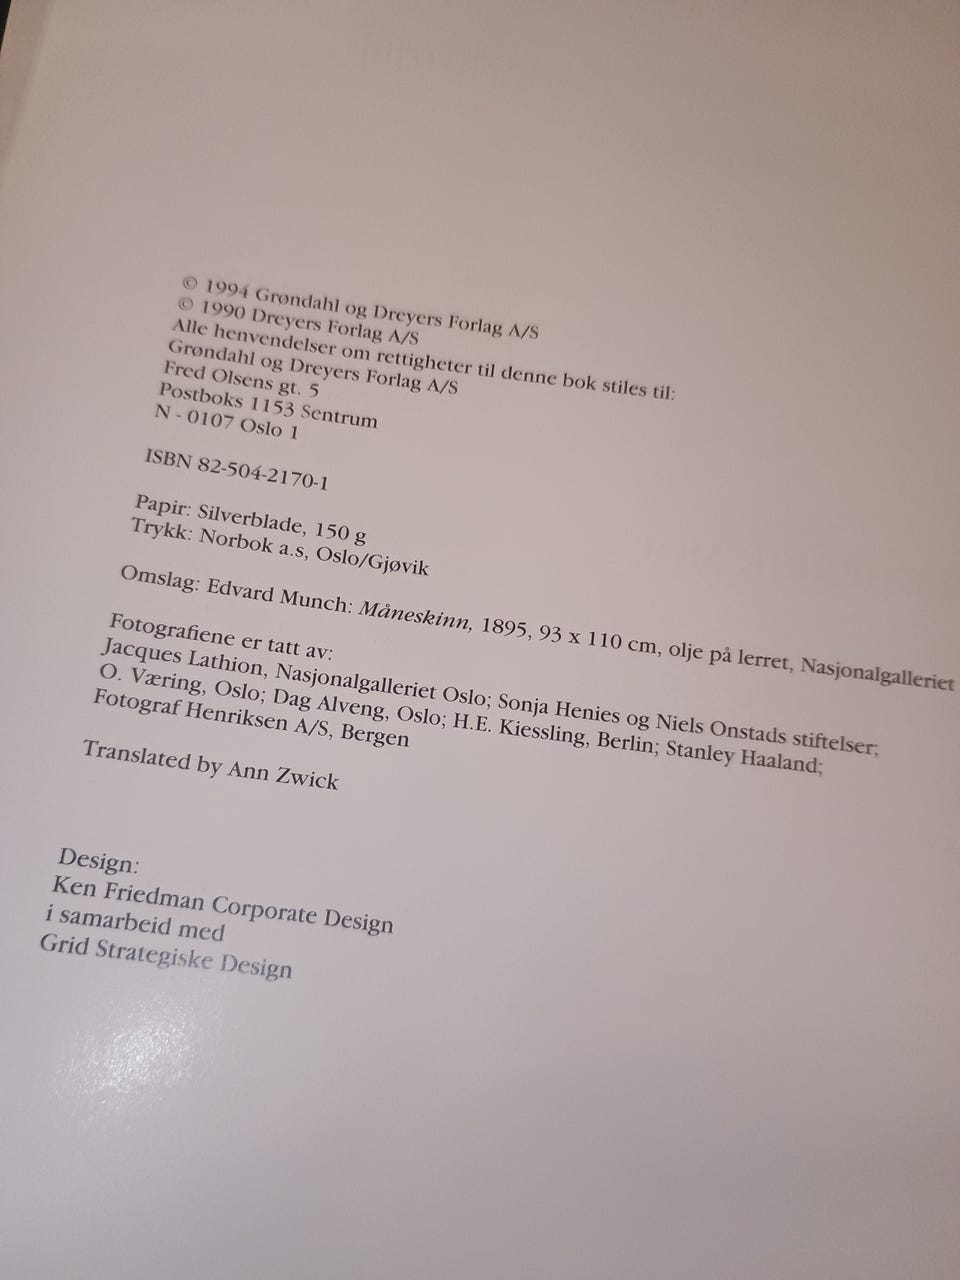 © 1994 Grøndahl og Dreyers Forlag A/S
© 1990 Dreyers Forlag A/S
Alle henvendelser om rettigheter til denne bok stiles til:
Grøndahl og Dreyers Forlag A/S
Fred Olsens gt. 5
Postboks 1153 Sentrum
N - 0107 Oslo 1
ISBN 82-504-2170-1
Papir: Silverblade, 150 g
Trykk: Norbok a.s, Oslo/Gjøvik
Omslag: Edvard Munch: Måneskinn, 1895, 93 x 110 cm, olje på lerret, Nasjonalgalleriet
Fotografiene er tatt av:
Jacques Lathion, Nasjonalgalleriet Oslo; Sonja Henies og Niels Onstads stiftelser;
O. Væring, Oslo; Dag Alveng, Oslo; H.E. Kiessling, Berlin; Stanley Haaland;
Fotograf Henriksen A/S, Bergen
Translated by Ann Zwick
Design:
Ken Friedman Corporate Design
i samarbeid med
Grid Strategiske Design